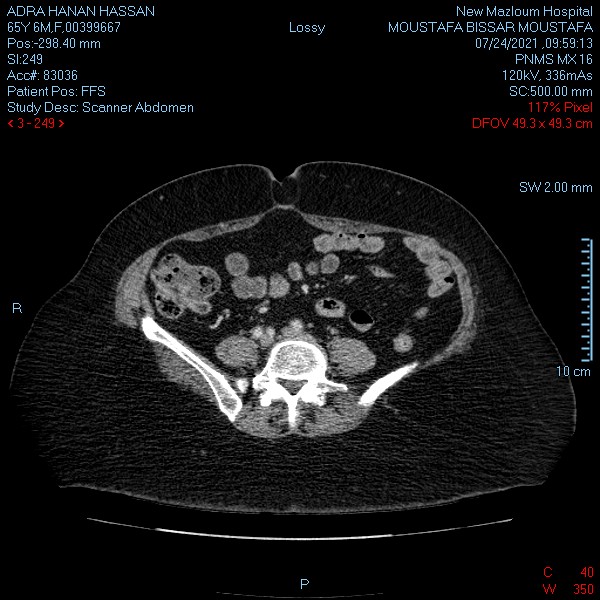 ADRA HANAN HASSAN
65Y 6M,F,00399667
Pos:-298.40 mm
SI:249
Acc#: 83036
Patient Pos: FFS
Study Desc: Scanner Abdomen
< 3 - 249 >
Lossy
New Mazloum Hospital
MOUSTAFA BISSAR MOUSTAFA
07/24/2021 ,09:59:13
PNMS MX 16
120kV, 336mAs
SC:500.00 mm
117% Pixel
DFOV 49.3 x 49.3 cm
SW 2.00 mm
R
10 cm
P
C 40
W 350